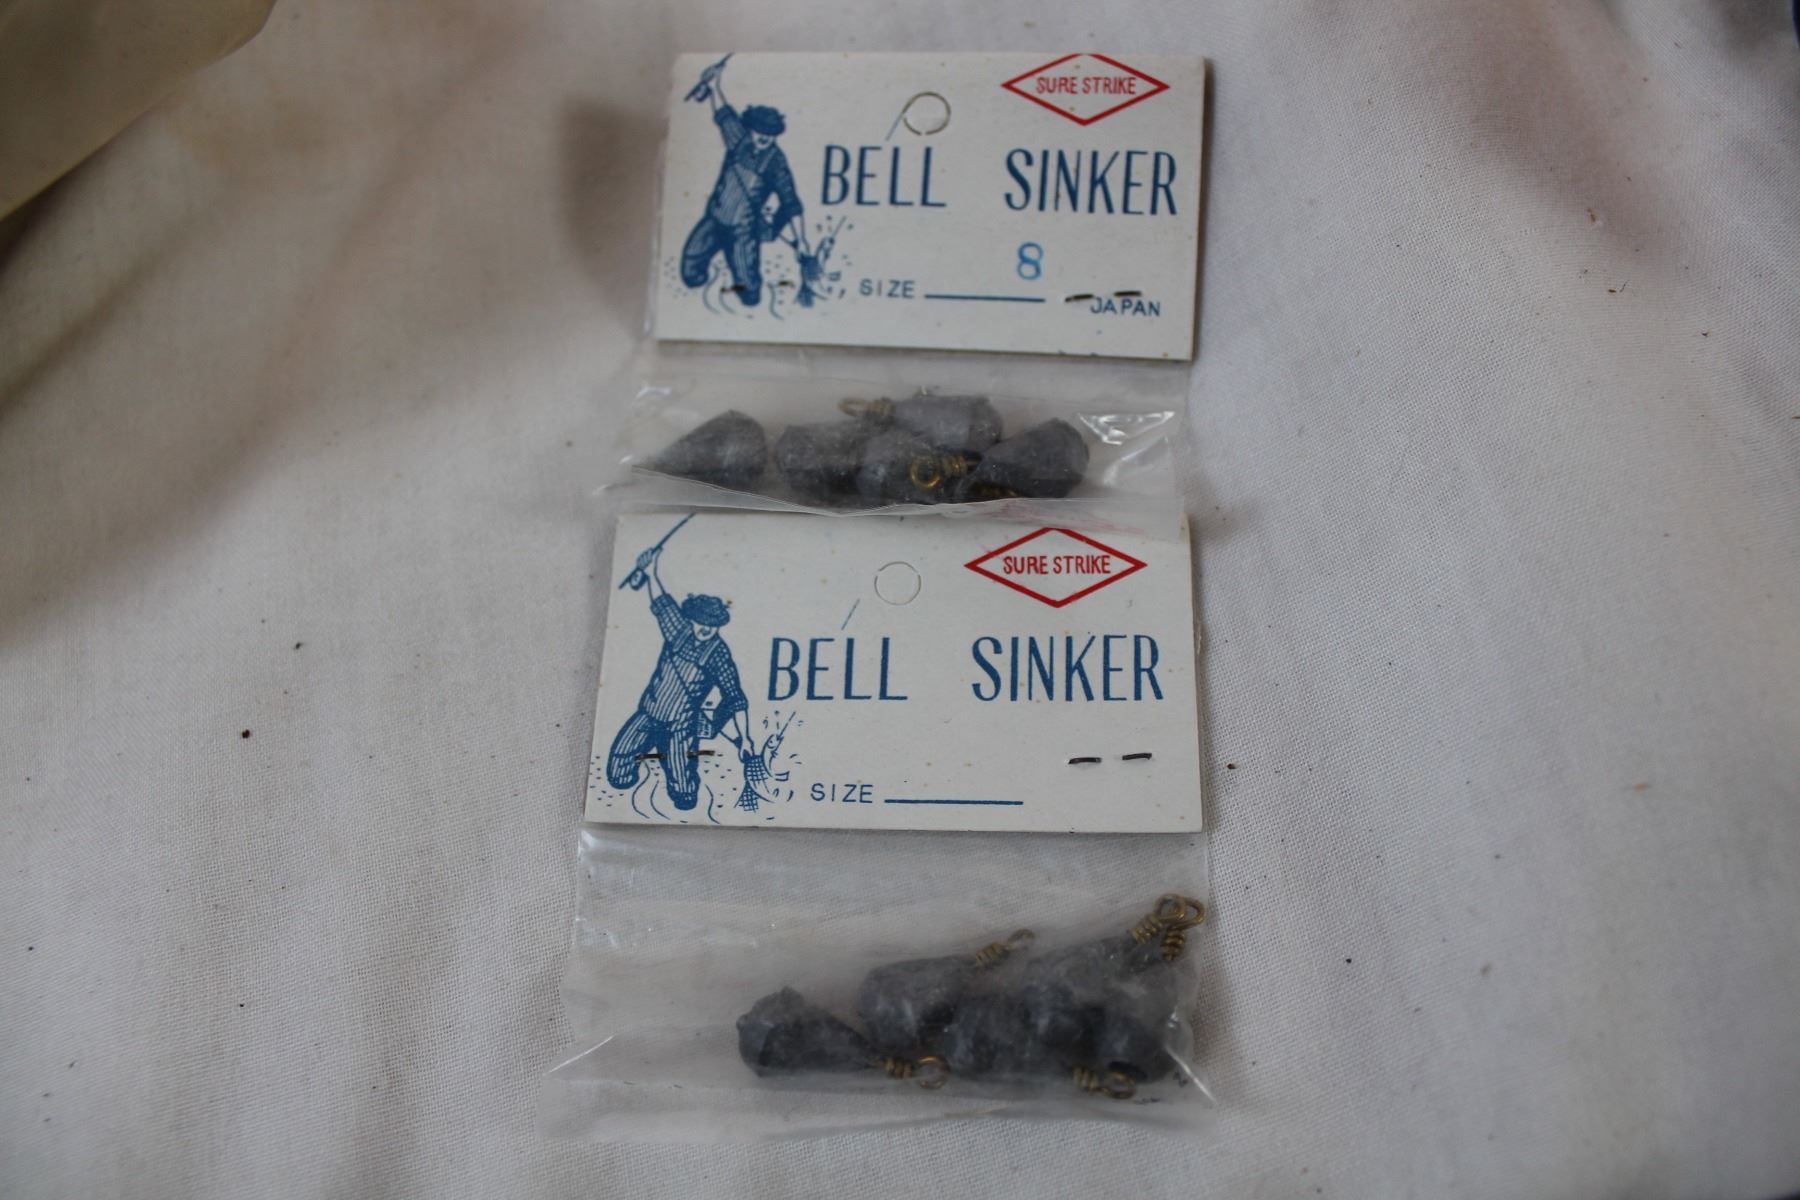 SURE STRIKE
BELL SINKER
8
SIZE
JAPAN
SURE STRIKE
BELL SINKER
SIZE